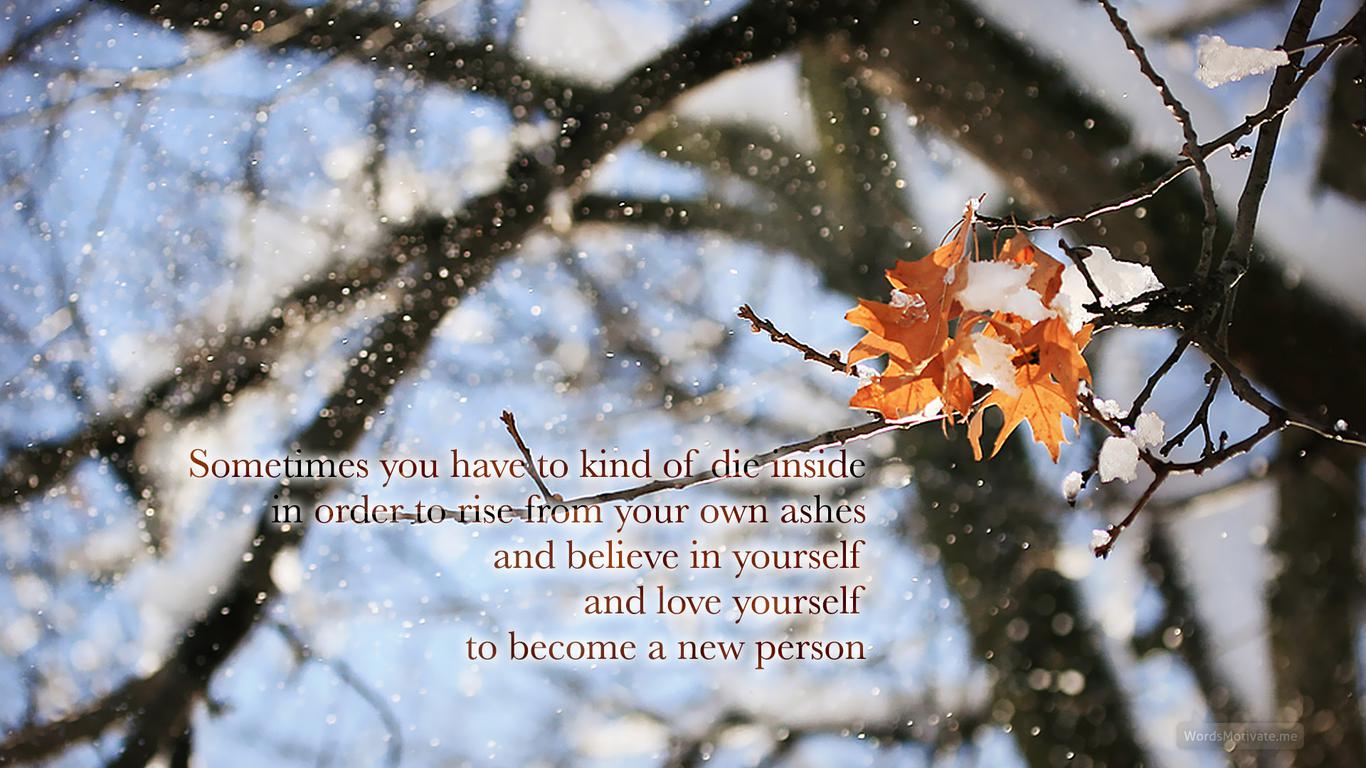 Sometimes you have to kind of die inside
in order to rise from your own ashes
and believe in yourself
and love yourself
to become a new person
WordsMotivate.me